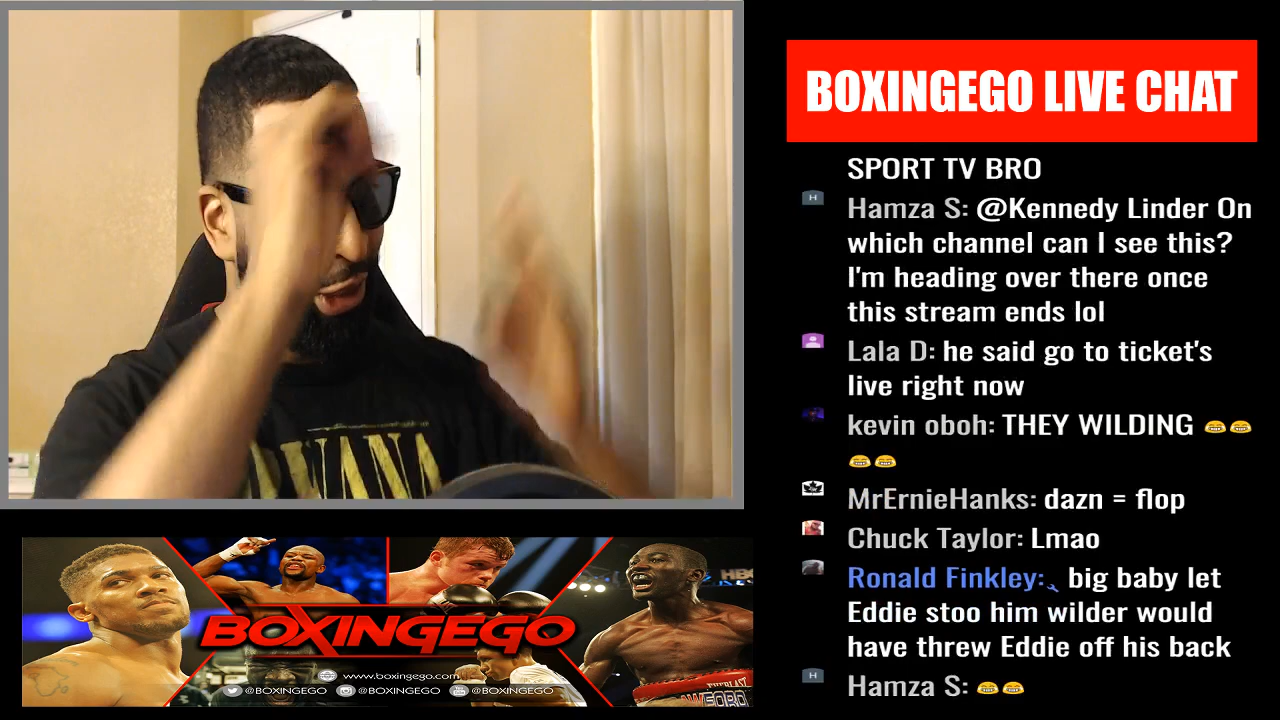 BOXINGEGO LIVE CHAT
SPORT TV BRO
H
Hamza S: @Kennedy Linder On
which channel can I see this?
I'm heading over there once
this stream ends lol
Lala D: he said go to ticket's
live right now
kevin oboh: THEY WILDING 😂😂
😂😂
MrErnieHanks: dazn = flop
Chuck Taylor: Lmao
Ronald Finkley: big baby let
Eddie stoo him wilder would
have threw Eddie off his back
H
Hamza S: 😂😂
BOXINGEGO
www.boxingego.com
@BOXINGEGO @BOXINGEGO @BOXINGEGO
EVERLAST
HBO